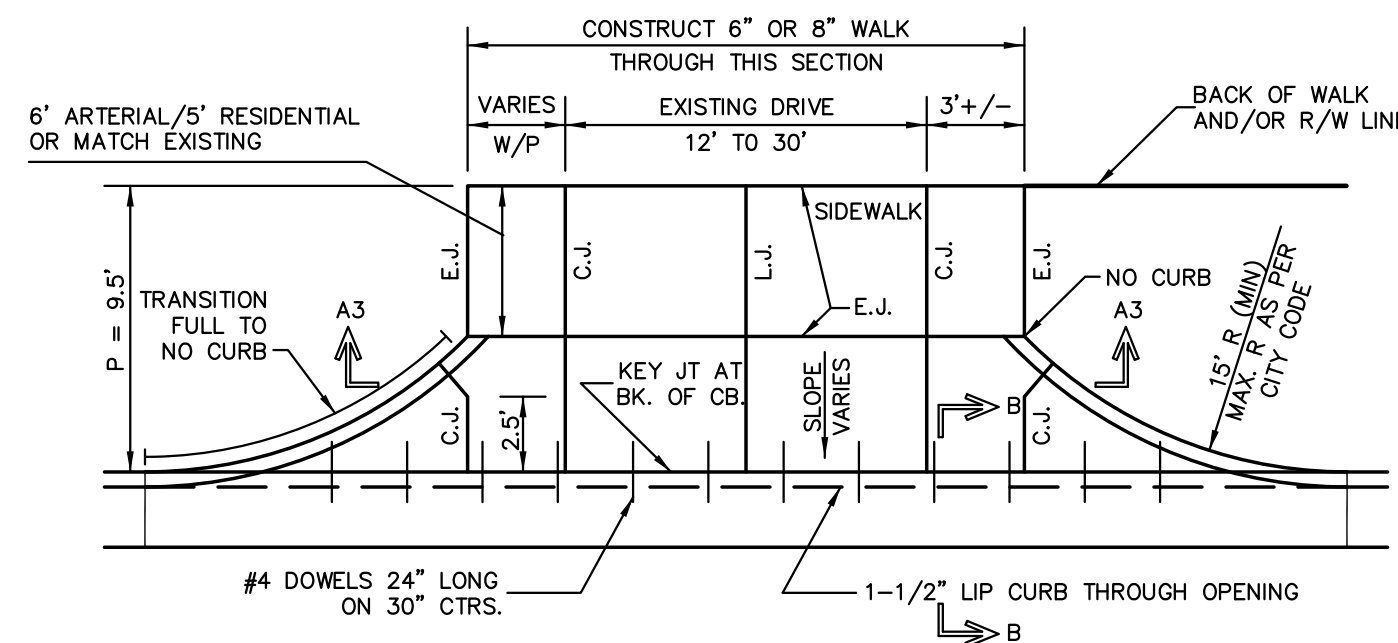 CONSTRUCT 6” OR 8” WALK
THROUGH THIS SECTION
6’ ARTERIAL/5’ RESIDENTIAL
OR MATCH EXISTING
VARIES
W/P
EXISTING DRIVE
12’ TO 30’
3’+/-
BACK OF WALK
AND/OR R/W LINE
P = 9.5’
TRANSITION
FULL TO
NO CURB
A3
E.J.
C.J.
L.J.
SIDEWALK
C.J.
E.J.
E.J.
NO CURB
A3
15’ R (MIN)
MAX. R AS PER
CITY CODE
C.J.
2.5’
KEY JT AT
BK. OF CB.
SLOPE
VARIES
B
C.J.
#4 DOWELS 24” LONG
ON 30” CTRS.
1-1/2” LIP CURB THROUGH OPENING
B